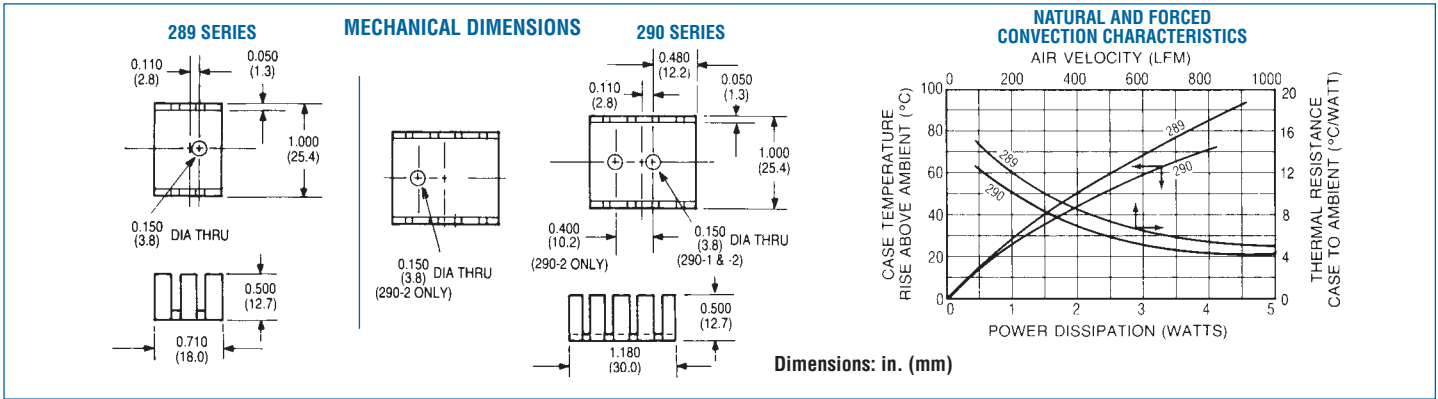 MECHANICAL DIMENSIONS
289 SERIES
0.110
(2.8)
0.050
(1.3)
1.000
(25.4)
0.150
(3.8)
DIA THRU
0.500
(12.7)
0.710
(18.0)
0.150
(3.8)
DIA THRU
(290-2 ONLY)
290 SERIES
0.480
(12.2)
0.110
(2.8)
0.050
(1.3)
1.000
(25.4)
0.400
(10.2)
(290-2 ONLY)
0.150
(3.8)
DIA THRU
(290-1 & -2)
0.500
(12.7)
1.180
(30.0)
Dimensions: in. (mm)
NATURAL AND FORCED
CONVECTION CHARACTERISTICS
AIR VELOCITY (LFM)
0 200 400 600 800 1000
CASE TEMPERATURE
RISE ABOVE AMBIENT (°C)
100
80
60
40
20
0
289
290
289
290
20
16
12
8
4
0
THERMAL RESISTANCE
CASE TO AMBIENT (°C/WATT)
0 1 2 3 4 5
POWER DISSIPATION (WATTS)